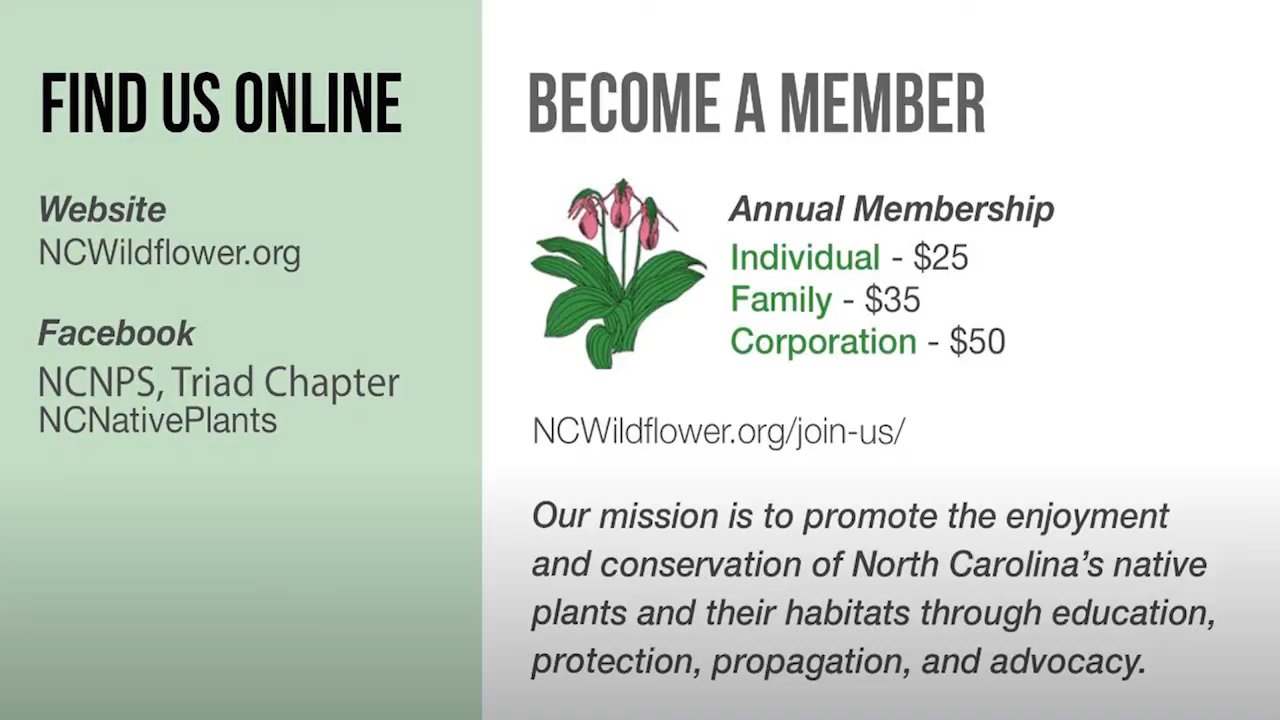 FIND US ONLINE
Website
NCWildflower.org
Facebook
NCNPS, Triad Chapter
NCNativePlants
BECOME A MEMBER
Annual Membership
Individual - $25
Family - $35
Corporation - $50
NCWildflower.org/join-us/
Our mission is to promote the enjoyment
and conservation of North Carolina's native
plants and their habitats through education,
protection, propagation, and advocacy.